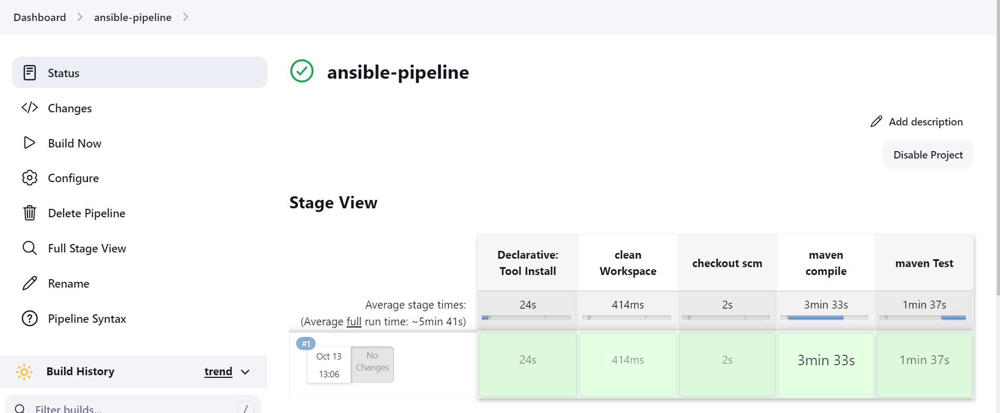 Dashboard
ansible-pipeline
Status
Changes
Build Now
Configure
Delete Pipeline
Full Stage View
Rename
Pipeline Syntax
Build History
trend
Filter builds...
/
ansible-pipeline
Add description
Disable Project
Stage View
Declarative:
Tool Install
clean
Workspace
checkout scm
maven
compile
maven Test
Average stage times:
(Average full run time: ~5min 41s)
24s
414ms
2s
3min 33s
1min 37s
#1
Oct 13
13:06
No
Changes
24s
414ms
2s
3min 33s
1min 37s